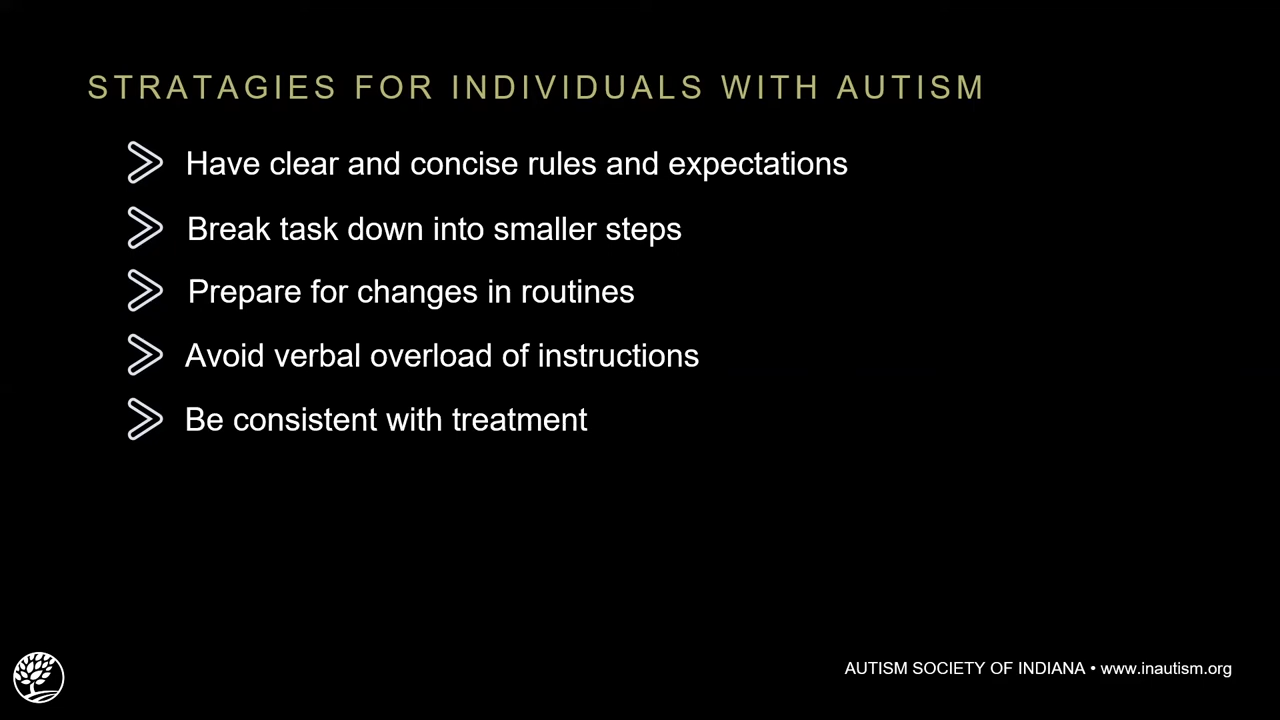 STRATAGIES FOR INDIVIDUALS WITH AUTISM
Have clear and concise rules and expectations
Break task down into smaller steps
Prepare for changes in routines
Avoid verbal overload of instructions
Be consistent with treatment
AUTISM SOCIETY OF INDIANA • www.inautism.org